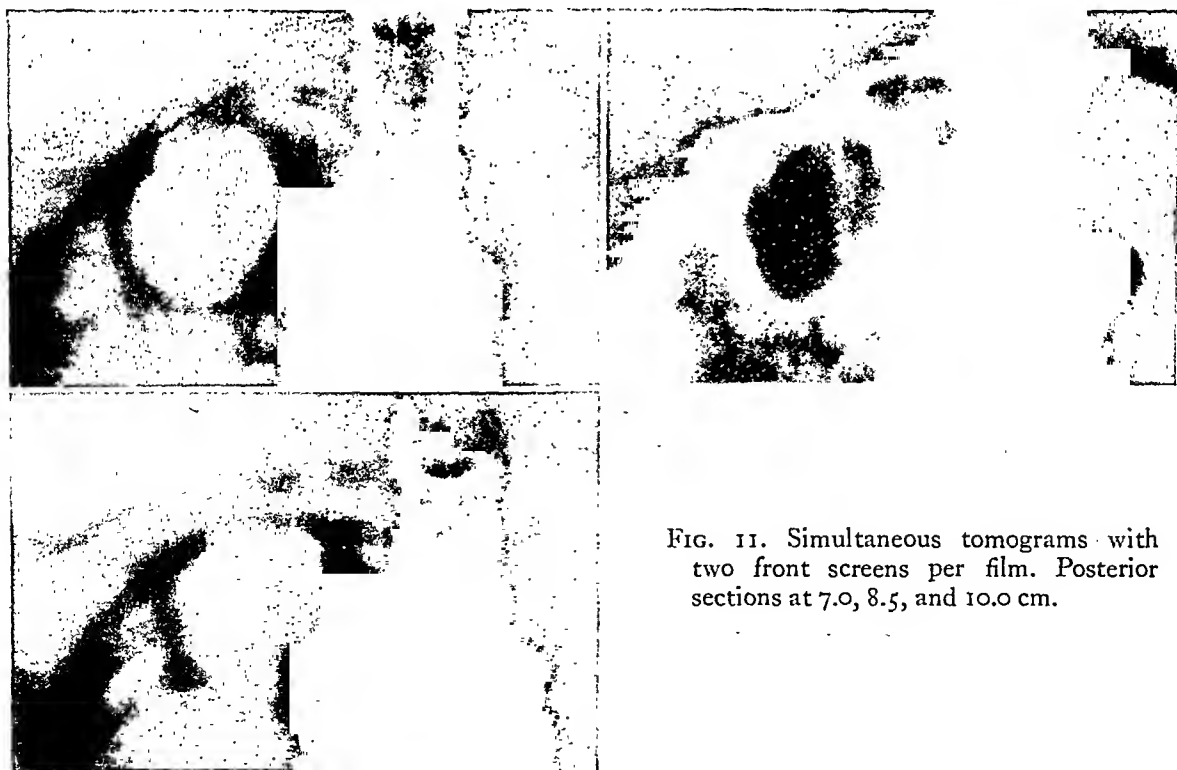 FIG. 11. Simultaneous tomograms with
two front screens per film. Posterior
sections at 7.0, 8.5, and 10.0 cm.